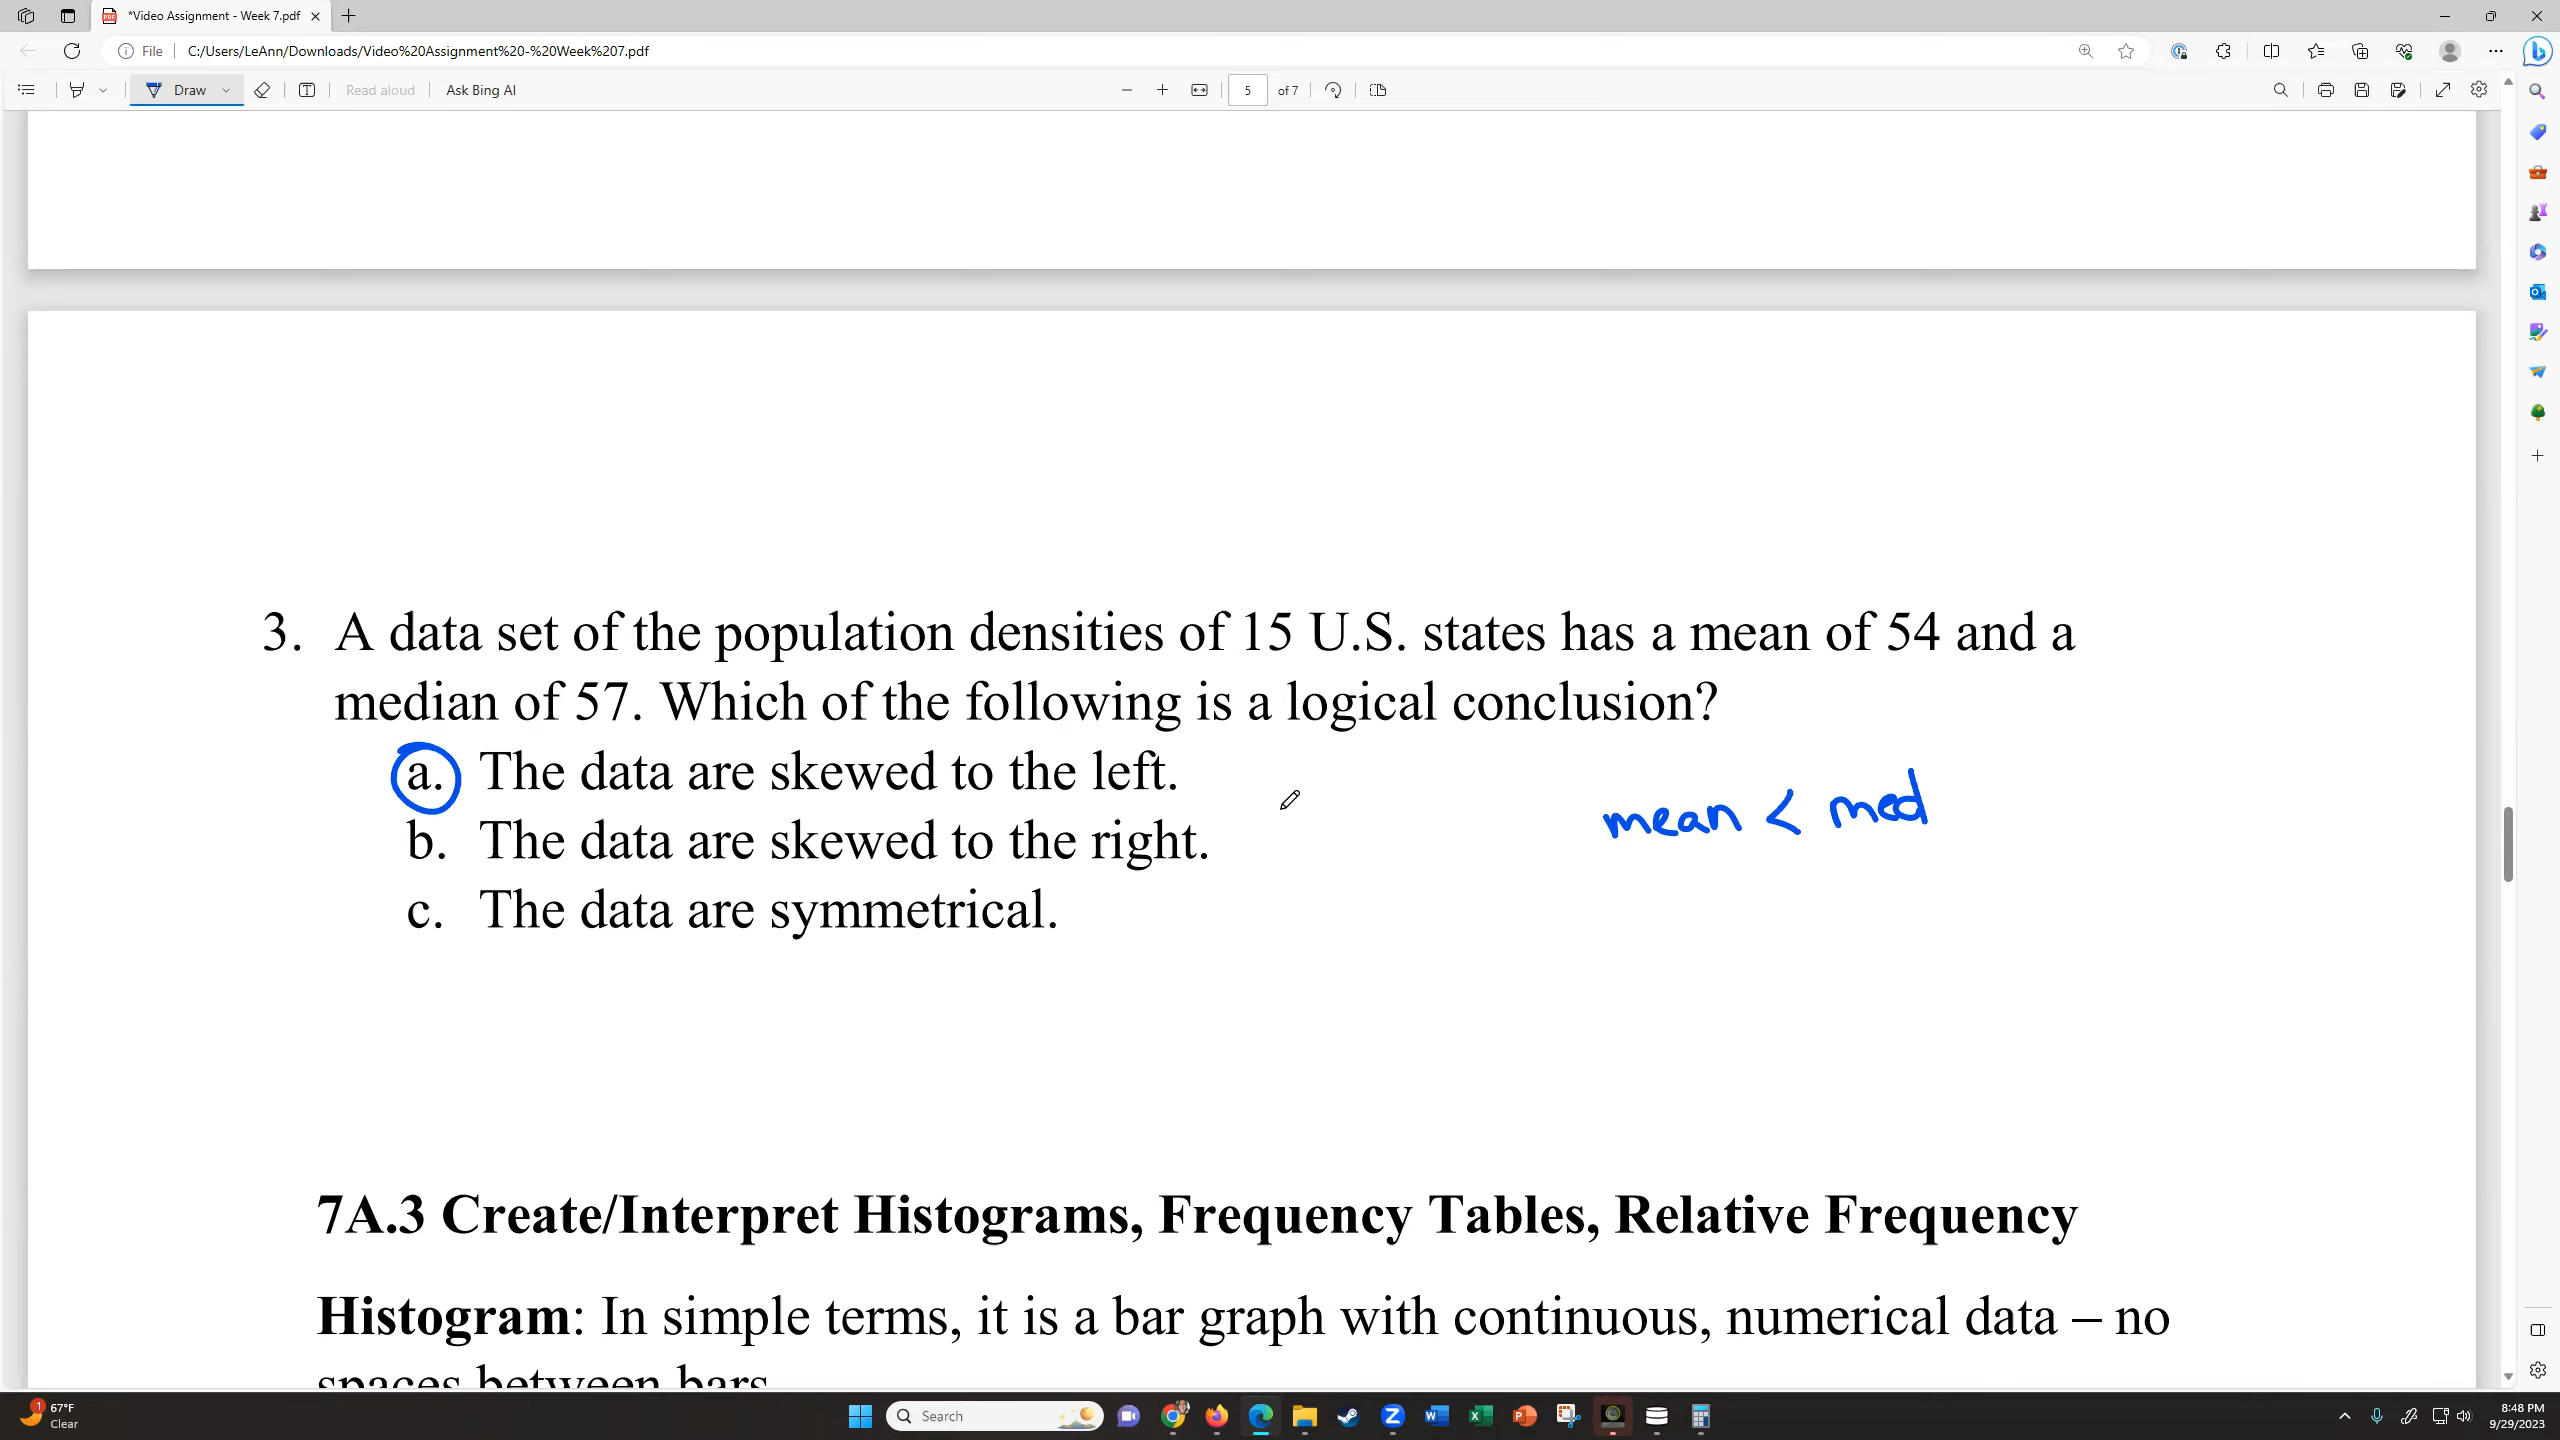 *Video Assignment - Week 7.pdf
File C:/Users/LeAnn/Downloads/Video%20Assignment%20-%20Week%207.pdf
Draw Read aloud Ask Bing AI 5 of 7
3. A data set of the population densities of 15 U.S. states has a mean of 54 and a
median of 57. Which of the following is a logical conclusion?
a. The data are skewed to the left.
mean < med
b. The data are skewed to the right.
c. The data are symmetrical.
7A.3 Create/Interpret Histograms, Frequency Tables, Relative Frequency
Histogram: In simple terms, it is a bar graph with continuous, numerical data – no
spaces between bars
1 67°F
Clear
Search
8:48 PM
9/29/2023